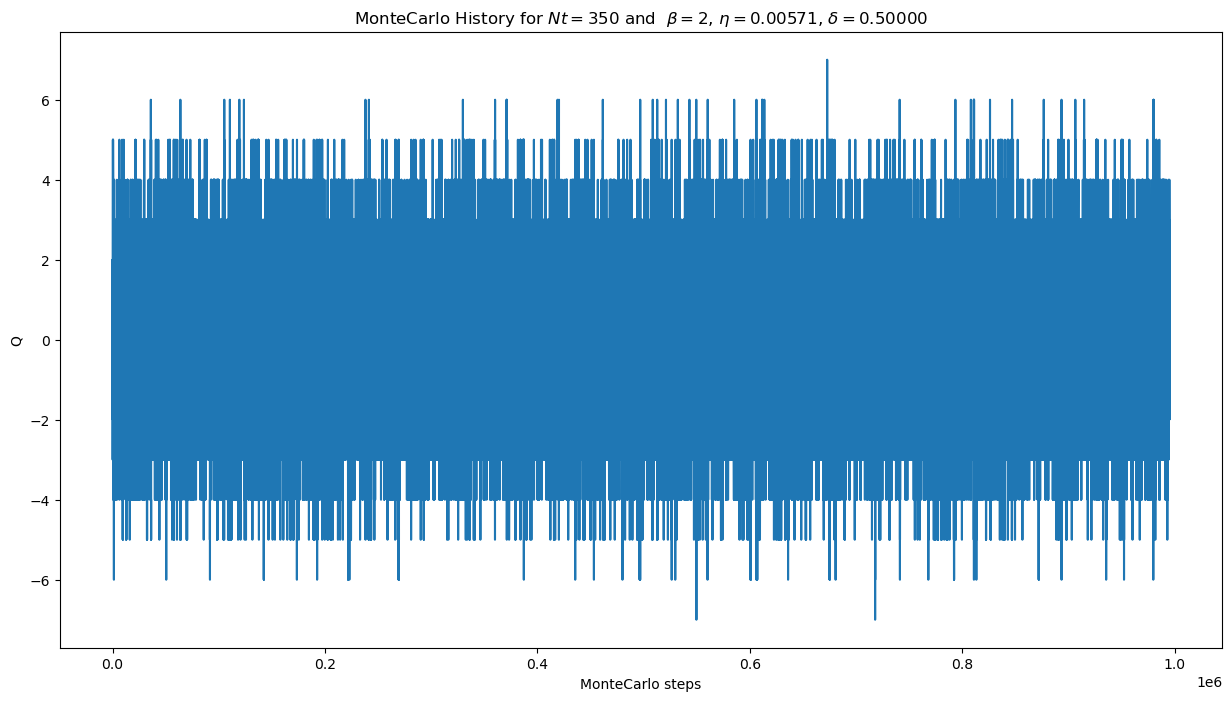 MonteCarlo History for Nt = 350 and β = 2, η = 0.00571, δ = 0.50000
6
4
2
0
−2
−4
−6
Q
0.0 0.2 0.4 0.6 0.8 1.0
1e6
MonteCarlo steps